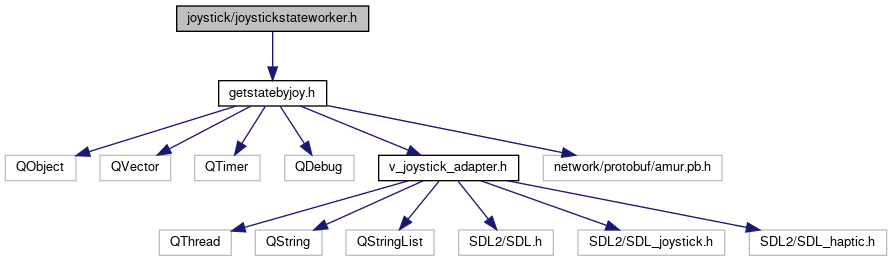 joystick/joystickstateworker.h
getstatebyjoy.h
QObject
QVector
QTimer
QDebug
v_joystick_adapter.h
network/protobuf/amur.pb.h
QThread
QString
QStringList
SDL2/SDL.h
SDL2/SDL_joystick.h
SDL2/SDL_haptic.h